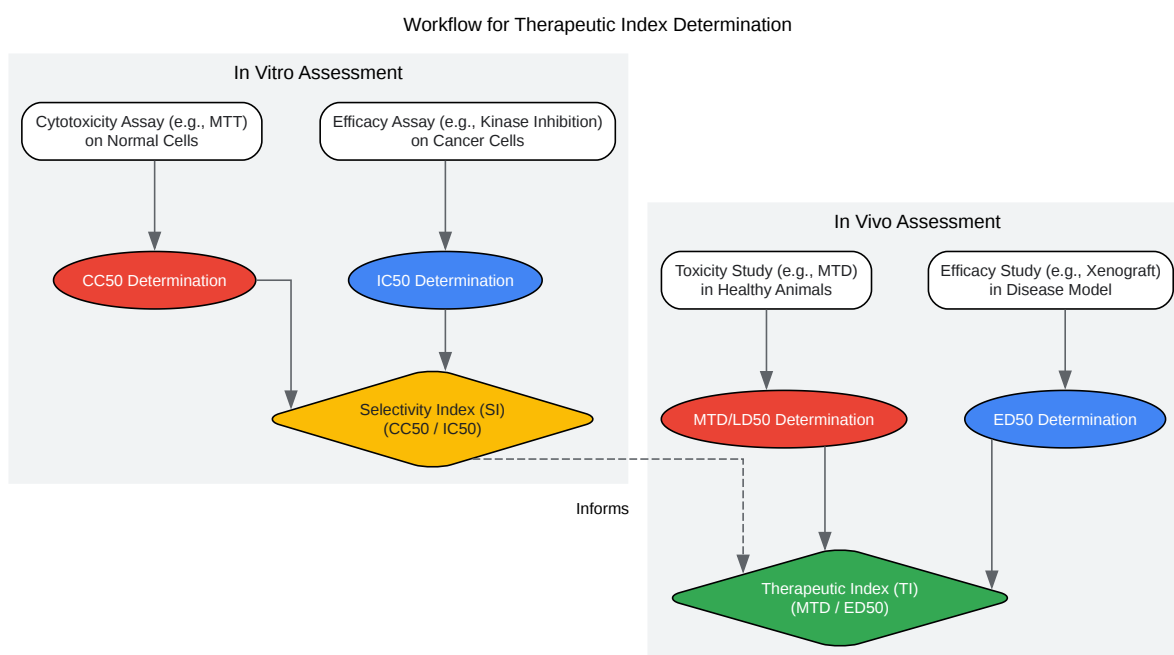 Workflow for Therapeutic Index Determination
In Vitro Assessment
Cytotoxicity Assay (e.g., MTT)
on Normal Cells
Efficacy Assay (e.g., Kinase Inhibition)
on Cancer Cells
CC50 Determination
IC50 Determination
Selectivity Index (SI)
(CC50 / IC50)
Informs
In Vivo Assessment
Toxicity Study (e.g., MTD)
in Healthy Animals
Efficacy Study (e.g., Xenograft)
in Disease Model
MTD/LD50 Determination
ED50 Determination
Therapeutic Index (TI)
(MTD / ED50)